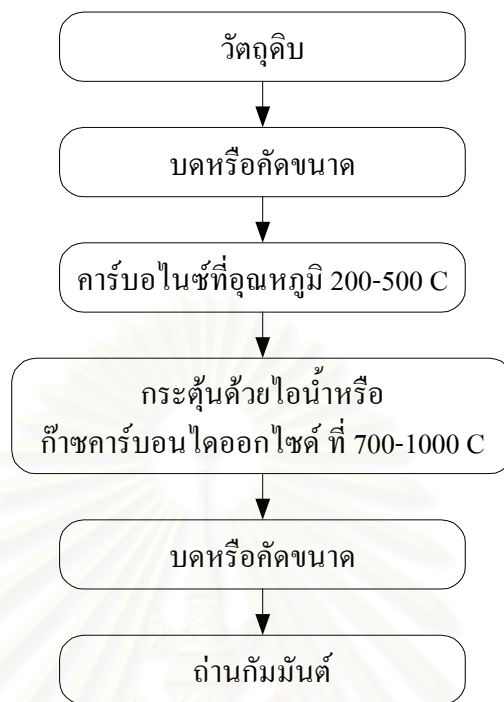 วัตถุดิบ
บดหรือคัดขนาด
คาร์บอไนซ์ที่อุณหภูมิ 200-500 C
กระตุ้นด้วยไอน้ำหรือ
ก๊าซคาร์บอนไดออกไซด์ ที่ 700-1000 C
บดหรือคัดขนาด
ถ่านกัมมันต์